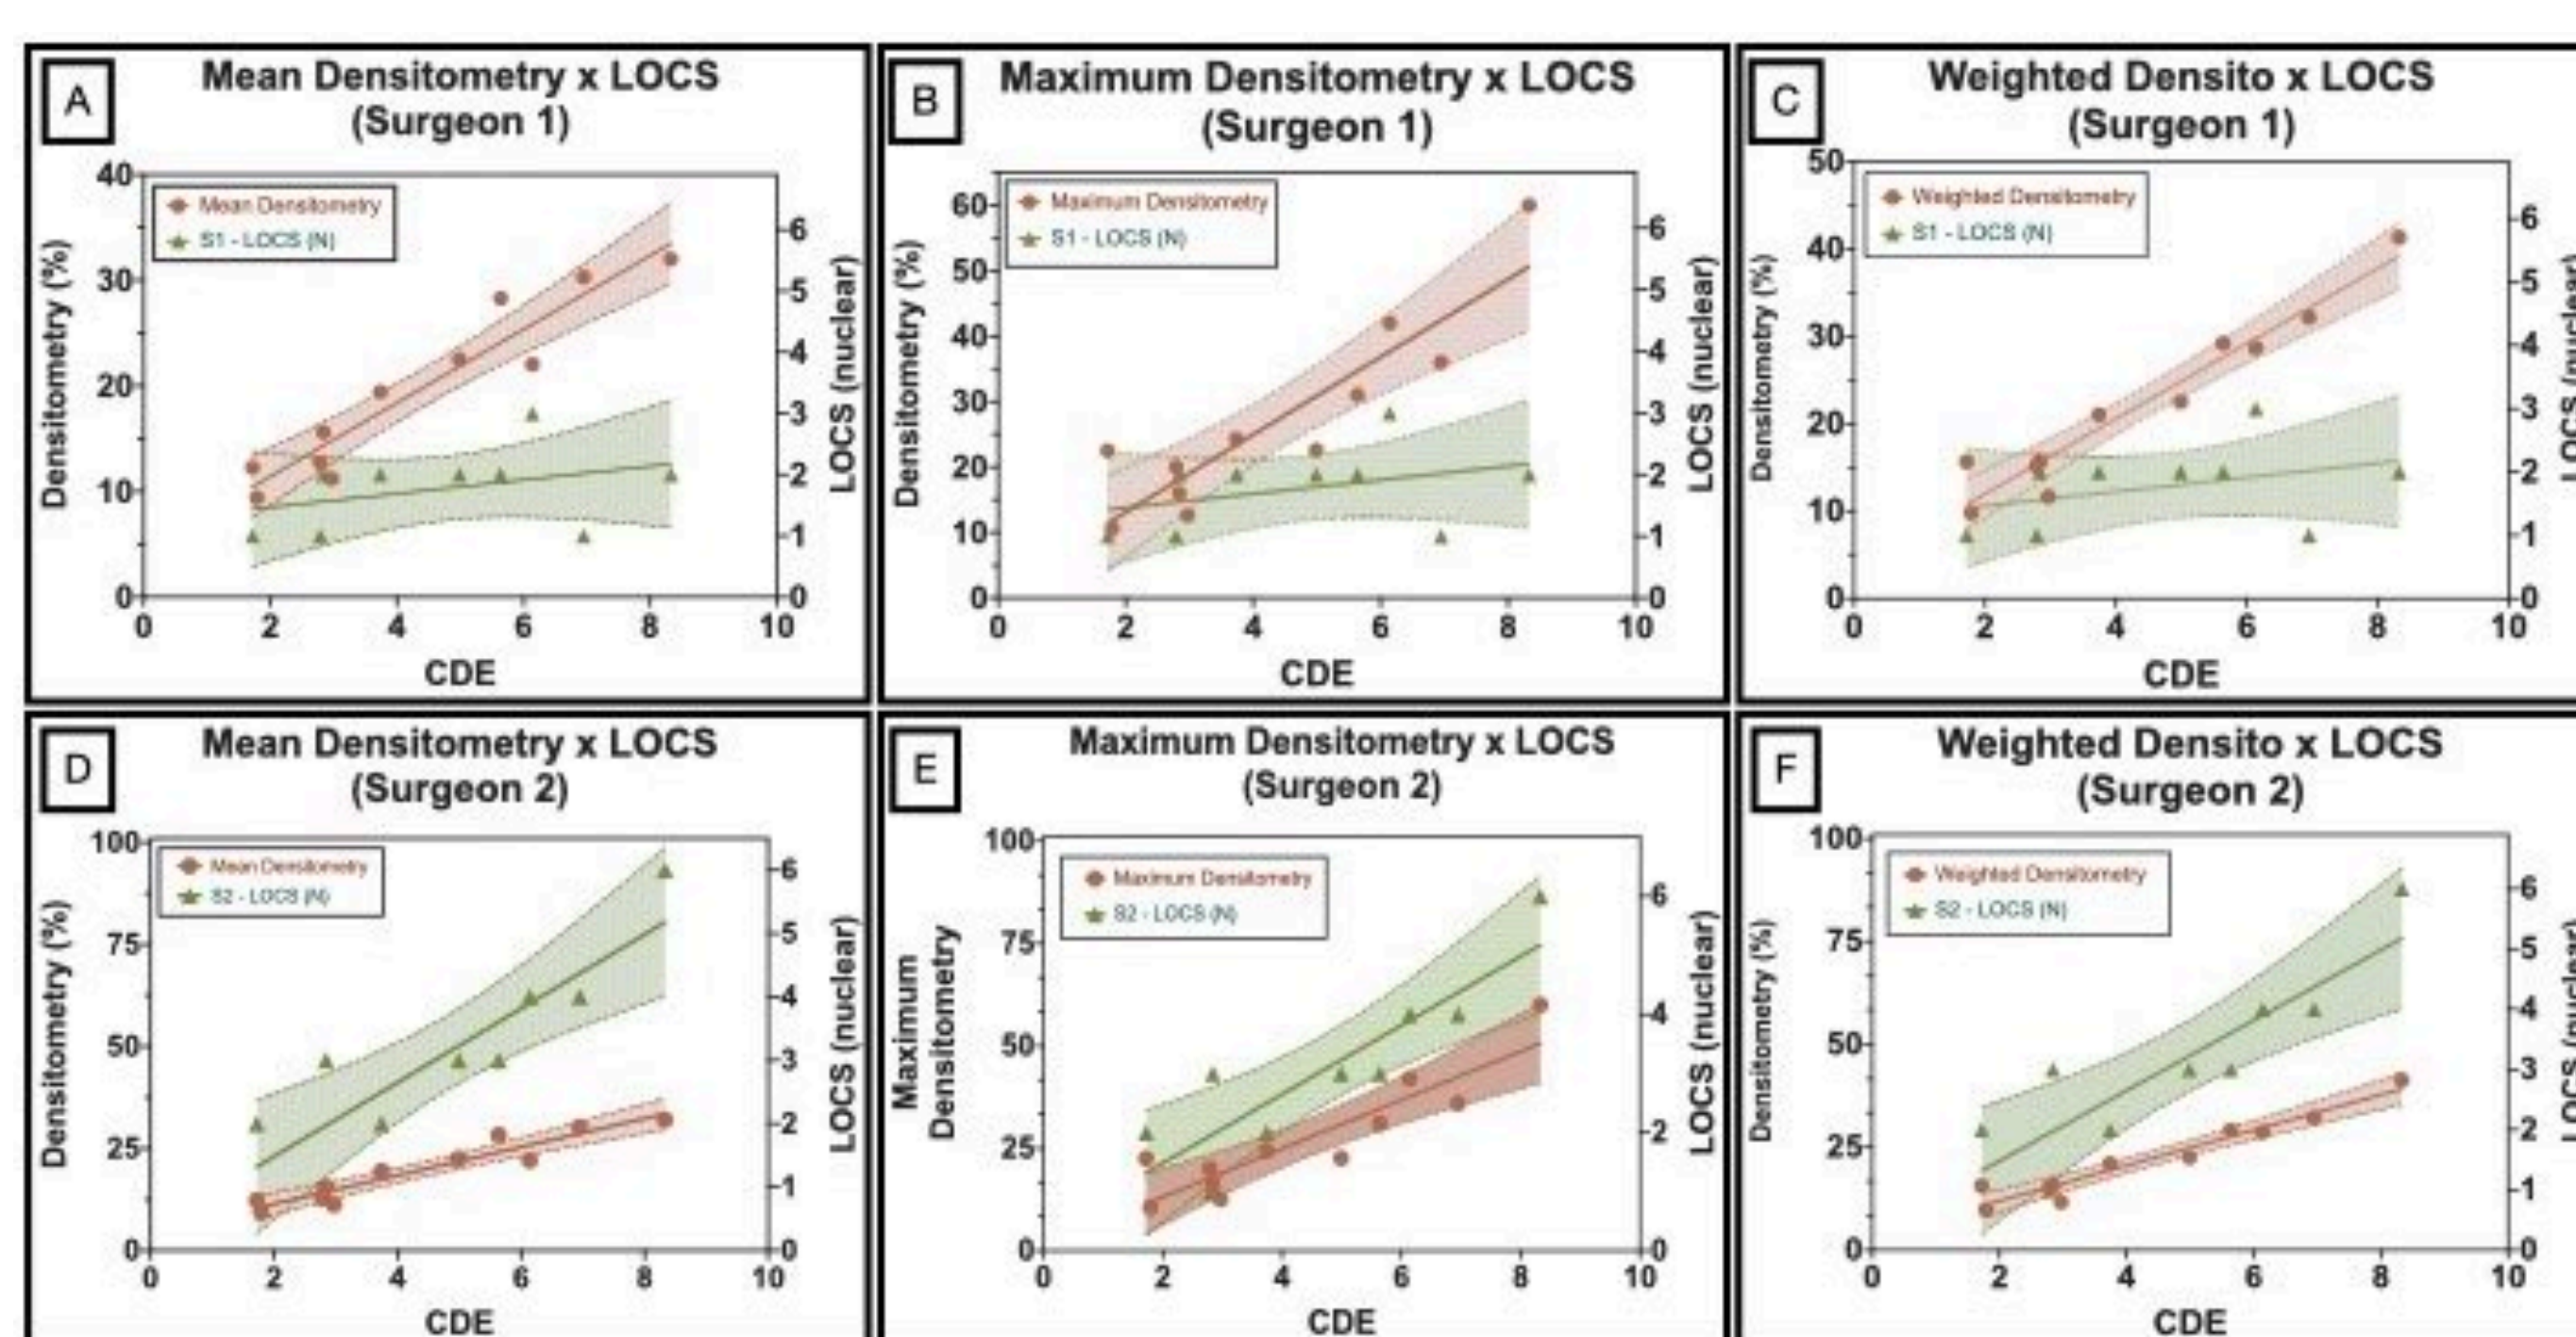 A
Mean Densitometry x LOCS
(Surgeon 1)
Densitometry (%)
40
30
20
10
0
Mean Densitometry
S1 - LOCS (N)
6
5
4
3
2
1
0
LOCS (nuclear)
0 2 4 6 8 10
CDE
B
Maximum Densitometry x LOCS
(Surgeon 1)
Densitometry (%)
60
50
40
30
20
10
0
Maximum Densitometry
S1 - LOCS (N)
6
5
4
3
2
1
0
LOCS (nuclear)
0 2 4 6 8 10
CDE
C
Weighted Densito x LOCS
(Surgeon 1)
Densitometry (%)
50
40
30
20
10
0
Weighted Densitometry
S1 - LOCS (N)
6
5
4
3
2
1
0
LOCS (nuclear)
0 2 4 6 8 10
CDE
D
Mean Densitometry x LOCS
(Surgeon 2)
Densitometry (%)
100
75
50
25
0
Mean Densitometry
S2 - LOCS (N)
6
5
4
3
2
1
0
LOCS (nuclear)
0 2 4 6 8 10
CDE
E
Maximum Densitometry x LOCS
(Surgeon 2)
Maximum
Densitometry
100
75
50
25
0
Maximum Densitometry
S2 - LOCS (N)
6
4
2
0
LOCS (nuclear)
0 2 4 6 8 10
CDE
F
Weighted Densito x LOCS
(Surgeon 2)
Densitometry (%)
100
75
50
25
0
Weighted Densitometry
S2 - LOCS (N)
6
5
4
3
2
1
0
LOCS (nuclear)
0 2 4 6 8 10
CDE